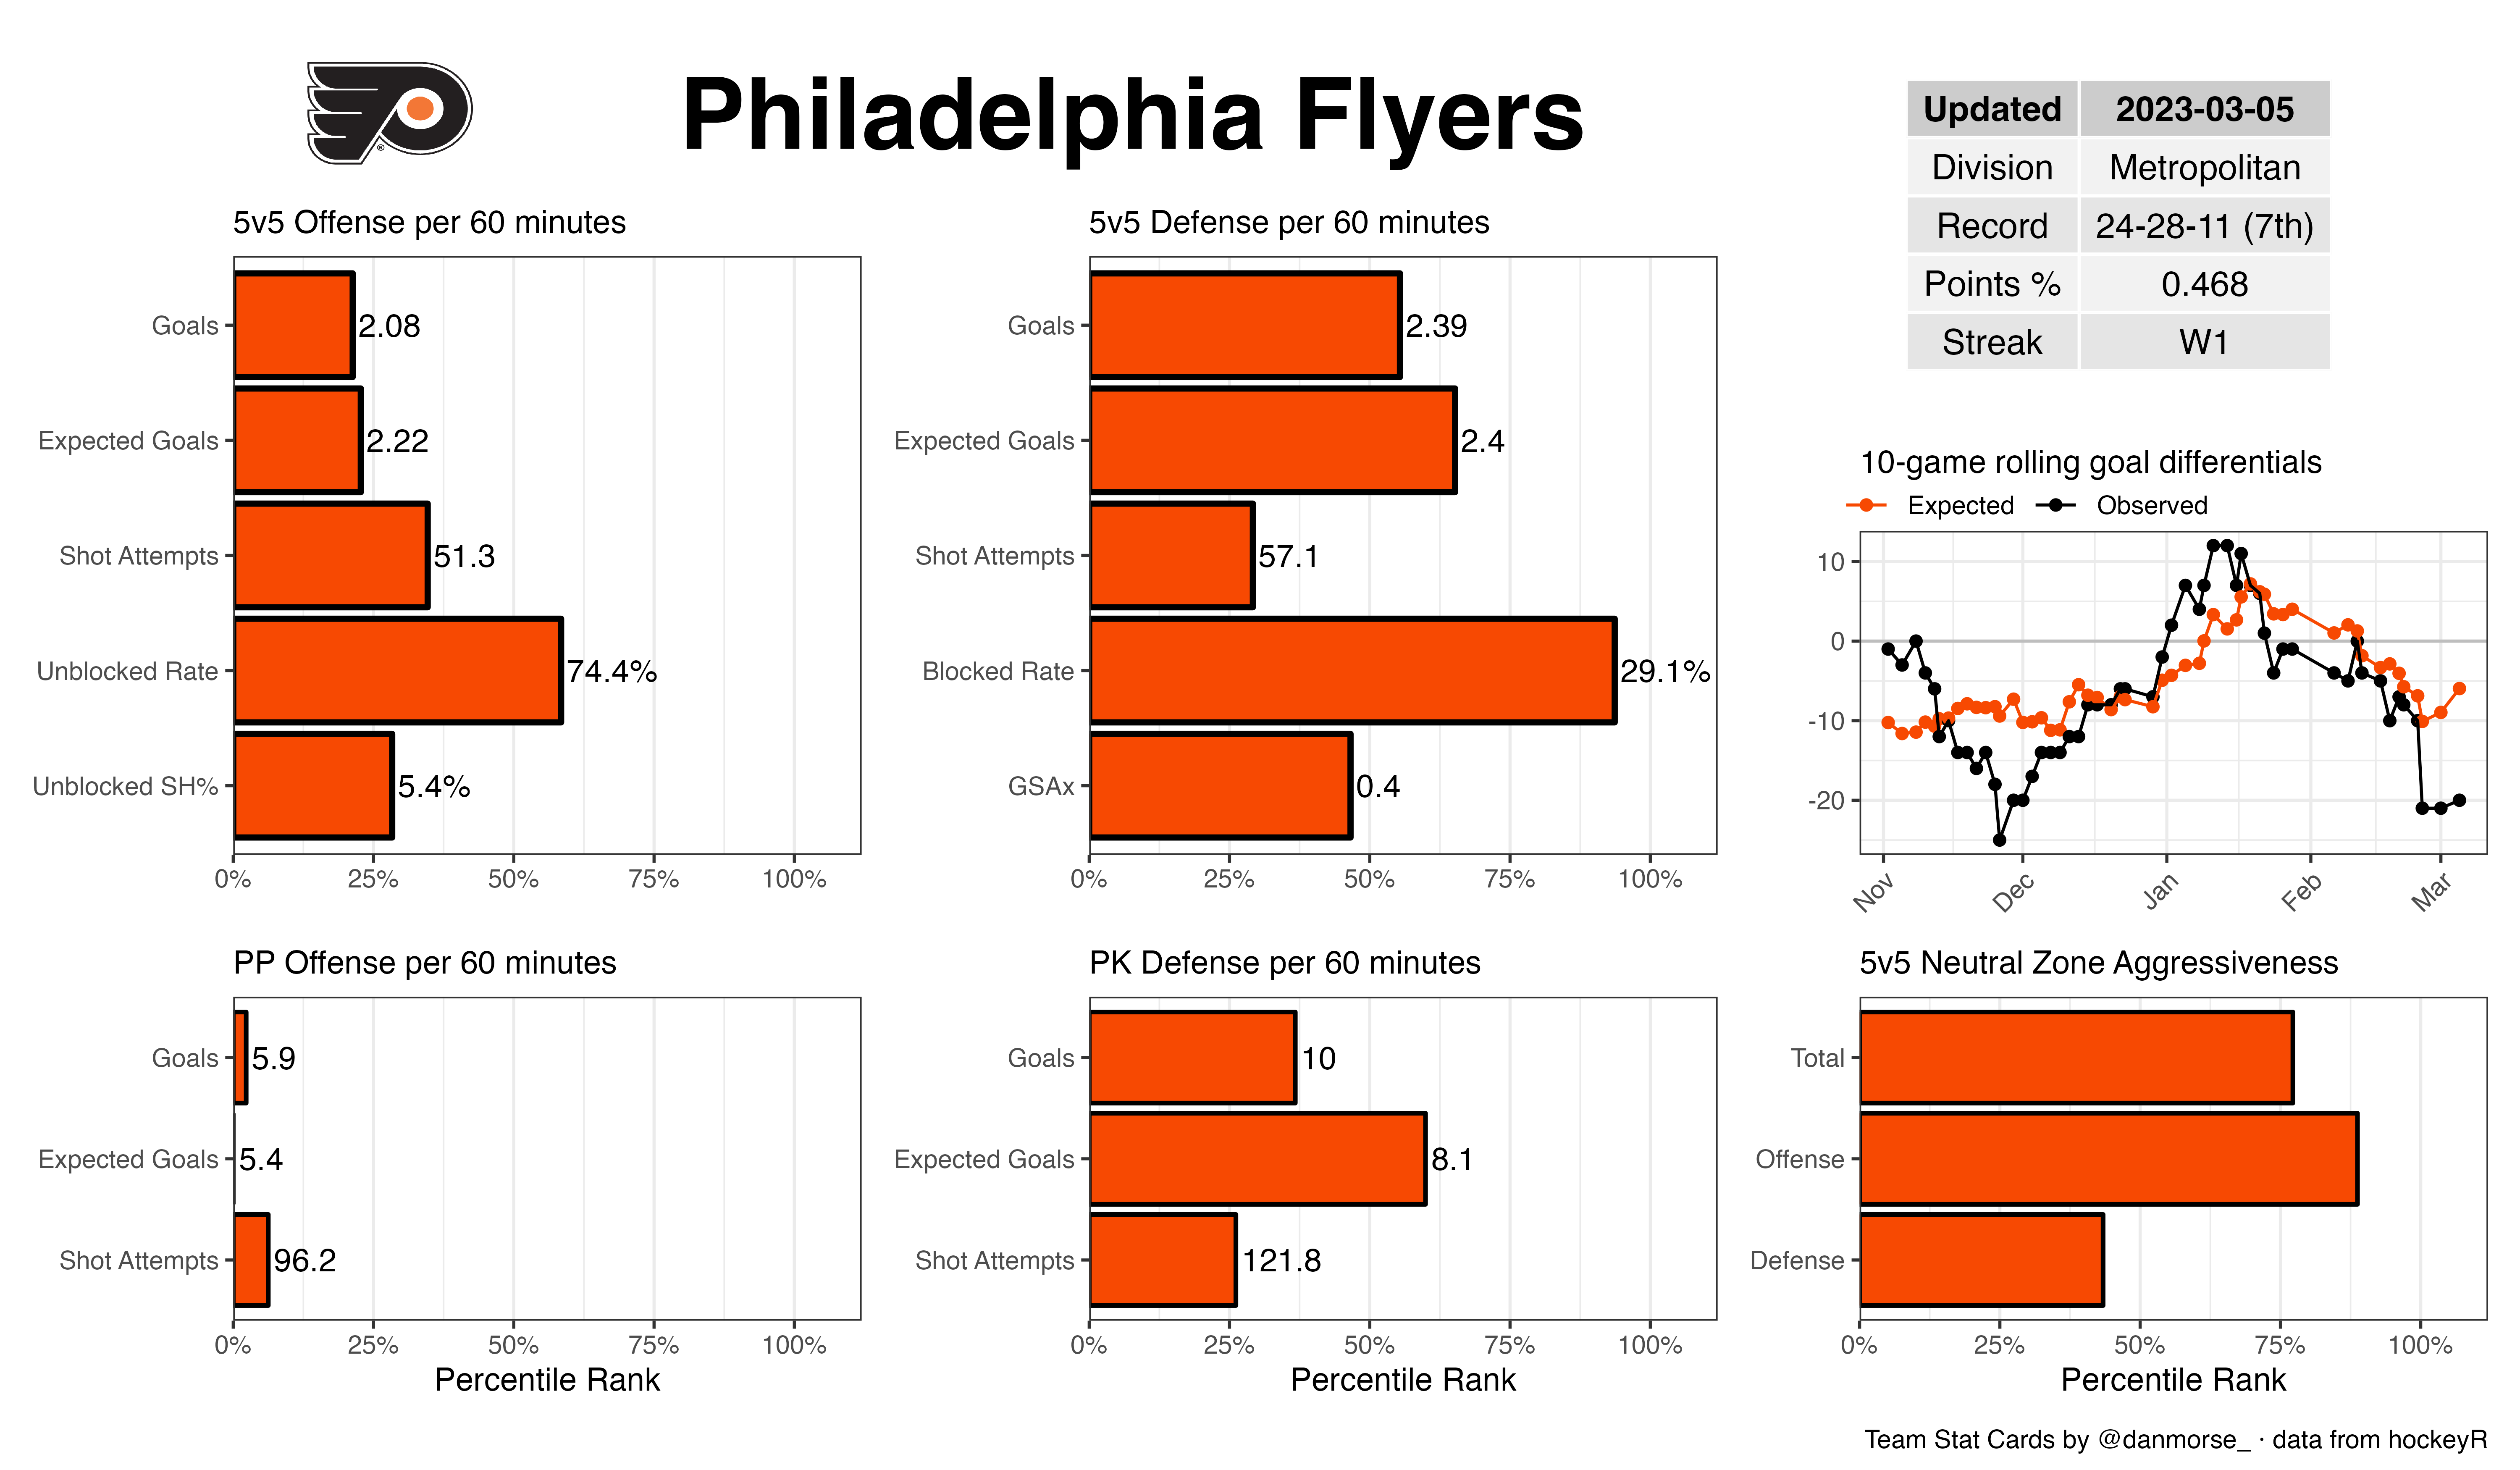 Philadelphia Flyers
Updated 2023-03-05
Division Metropolitan
Record 24-28-11 (7th)
Points % 0.468
Streak W1
5v5 Offense per 60 minutes
Goals 2.08
Expected Goals 2.22
Shot Attempts 51.3
Unblocked Rate 74.4%
Unblocked SH% 5.4%
0% 25% 50% 75% 100%
5v5 Defense per 60 minutes
Goals 2.39
Expected Goals 2.4
Shot Attempts 57.1
Blocked Rate 29.1%
GSAx 0.4
0% 25% 50% 75% 100%
10-game rolling goal differentials
Expected Observed
10
0
-10
-20
Nov Dec Jan Feb Mar
PP Offense per 60 minutes
Goals 5.9
Expected Goals 5.4
Shot Attempts 96.2
0% 25% 50% 75% 100%
Percentile Rank
PK Defense per 60 minutes
Goals 10
Expected Goals 8.1
Shot Attempts 121.8
0% 25% 50% 75% 100%
Percentile Rank
5v5 Neutral Zone Aggressiveness
Total
Offense
Defense
0% 25% 50% 75% 100%
Percentile Rank
Team Stat Cards by @danmorse_ · data from hockeyR